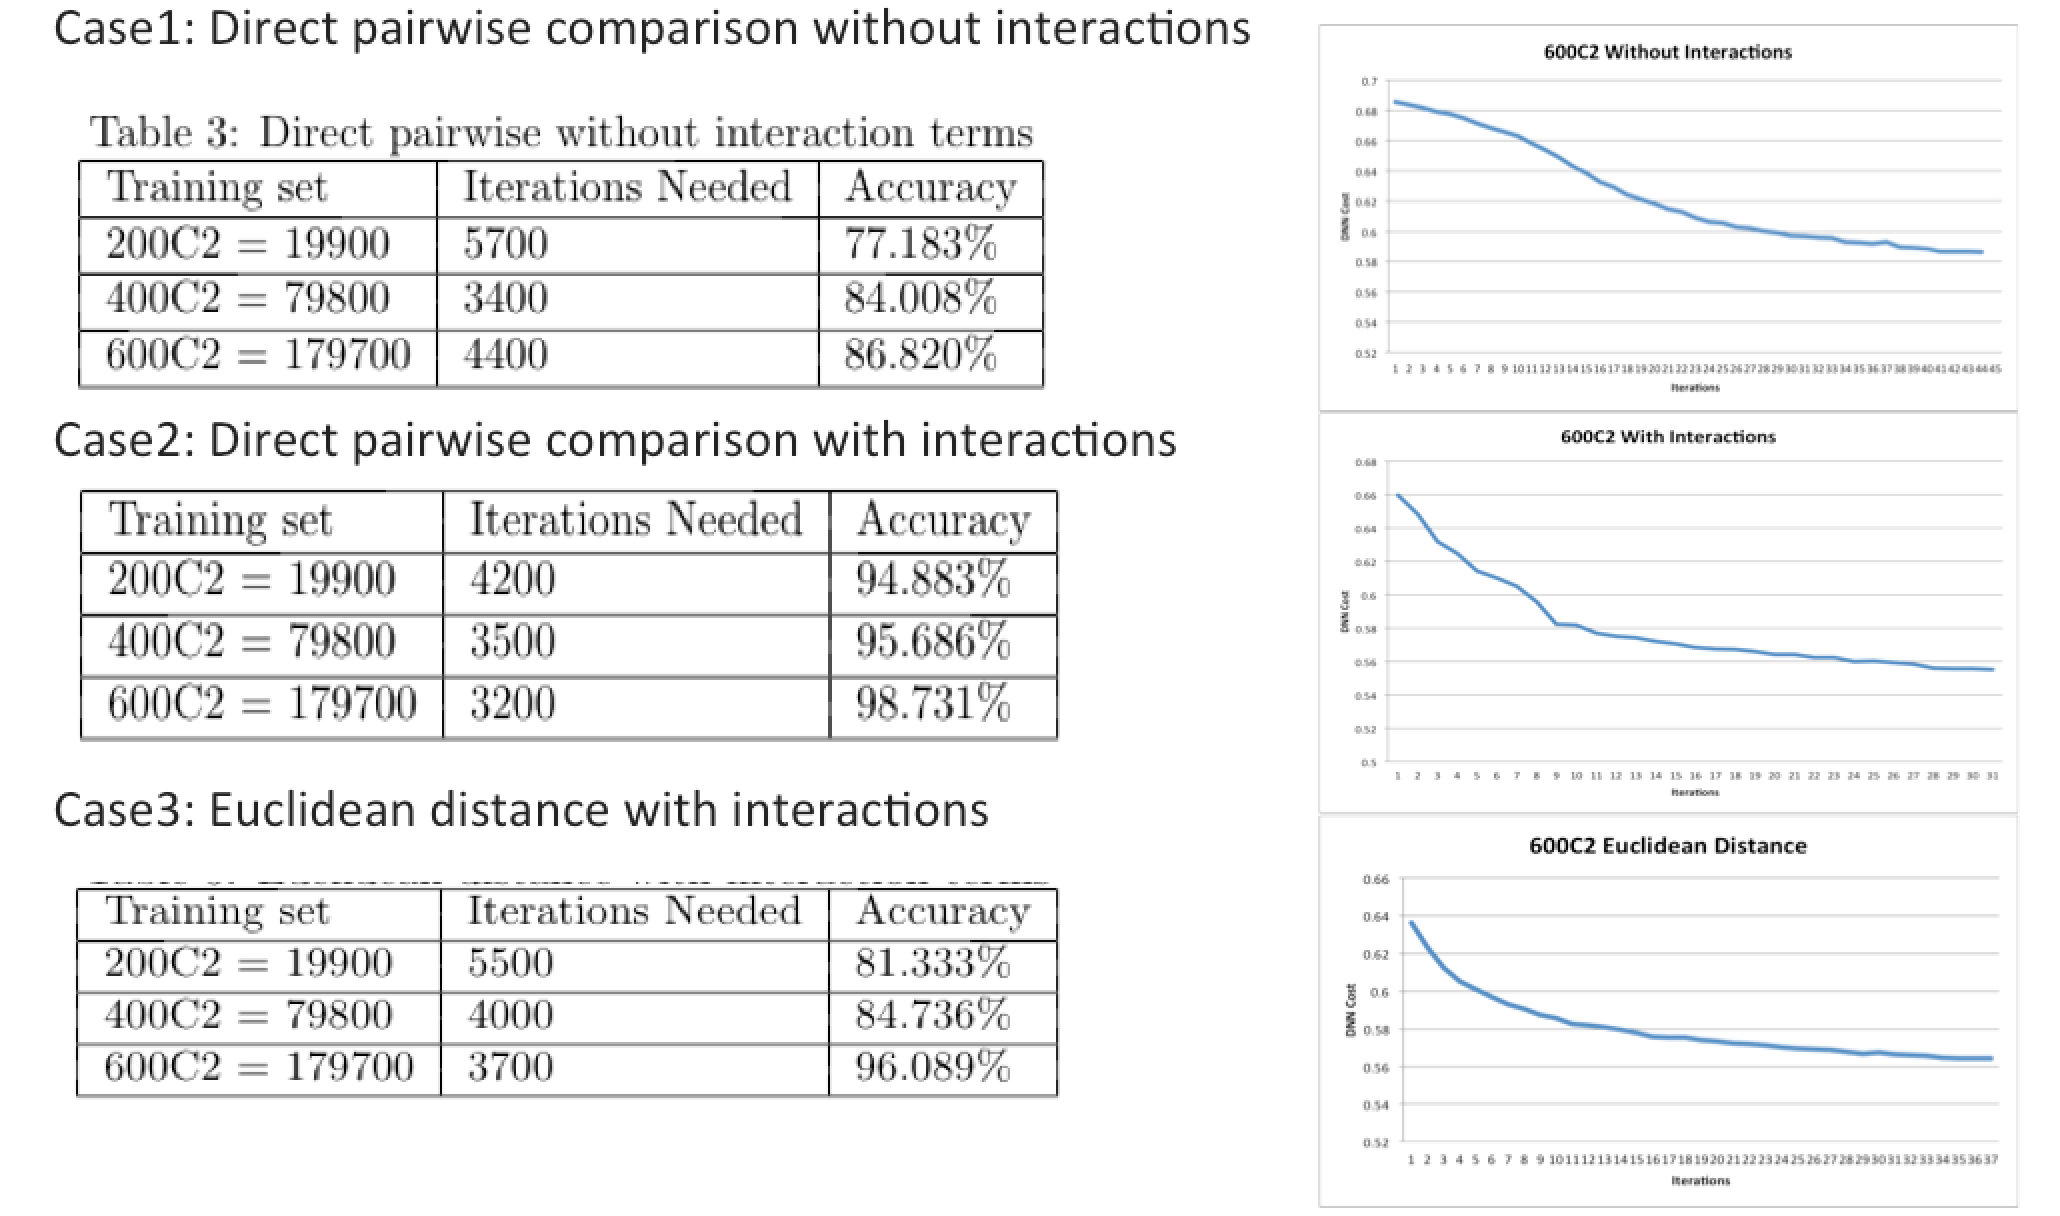 Case1: Direct pairwise comparison without interactions
Table 3: Direct pairwise without interaction terms
Training set Iterations Needed Accuracy
200C2 = 19900 5700 77.183%
400C2 = 79800 3400 84.008%
600C2 = 179700 4400 86.820%
Case2: Direct pairwise comparison with interactions
Training set Iterations Needed Accuracy
200C2 = 19900 4200 94.883%
400C2 = 79800 3500 95.686%
600C2 = 179700 3200 98.731%
Case3: Euclidean distance with interactions
Training set Iterations Needed Accuracy
200C2 = 19900 5500 81.333%
400C2 = 79800 4000 84.736%
600C2 = 179700 3700 96.089%
600C2 Without Interactions
0.7
0.68
0.66
0.64
0.62
0.6
0.58
0.56
0.54
0.52
DNN Cost
1 2 3 4 5 6 7 8 9 10 11 12 13 14 15 16 17 18 19 20 21 22 23 24 25 26 27 28 29 30 31 32 33 34 35 36 37 38 39 40 41 42 43 44 45
Iterations
600C2 With Interactions
0.68
0.66
0.64
0.62
0.6
0.58
0.56
0.54
0.52
0.5
DNN Cost
1 2 3 4 5 6 7 8 9 10 11 12 13 14 15 16 17 18 19 20 21 22 23 24 25 26 27 28 29 30 31
Iterations
600C2 Euclidean Distance
0.66
0.64
0.62
0.6
0.58
0.56
0.54
0.52
DNN Cost
1 2 3 4 5 6 7 8 9 10 11 12 13 14 15 16 17 18 19 20 21 22 23 24 25 26 27 28 29 30 31 32 33 34 35 36 37
Iterations